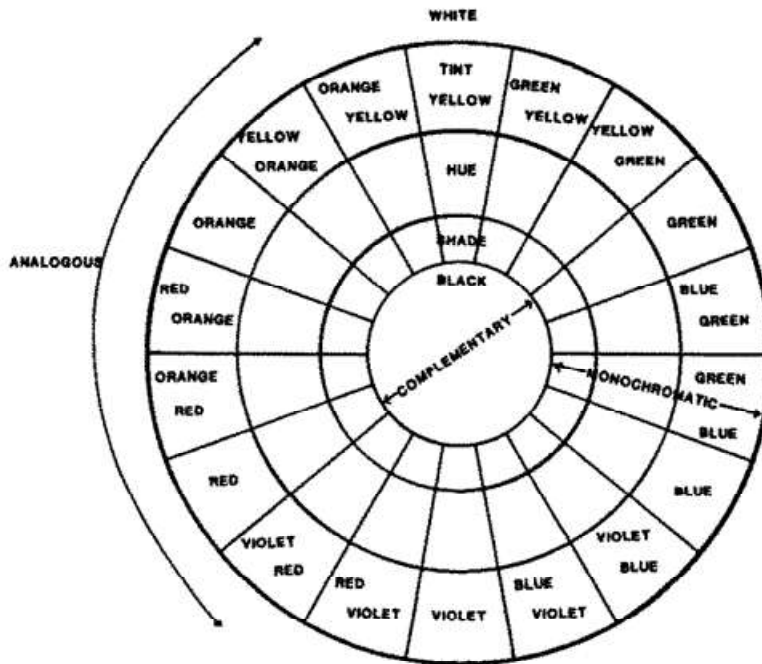 WHITE
TINT
YELLOW
ORANGE
YELLOW
GREEN
YELLOW
YELLOW
ORANGE
YELLOW
GREEN
HUE
ORANGE
GREEN
SHADE
ANALOGOUS
BLACK
RED
ORANGE
BLUE
GREEN
COMPLEMENTARY
MONOCHROMATIC
ORANGE
RED
GREEN
BLUE
RED
BLUE
VIOLET
RED
VIOLET
BLUE
RED
VIOLET
VIOLET
BLUE
VIOLET